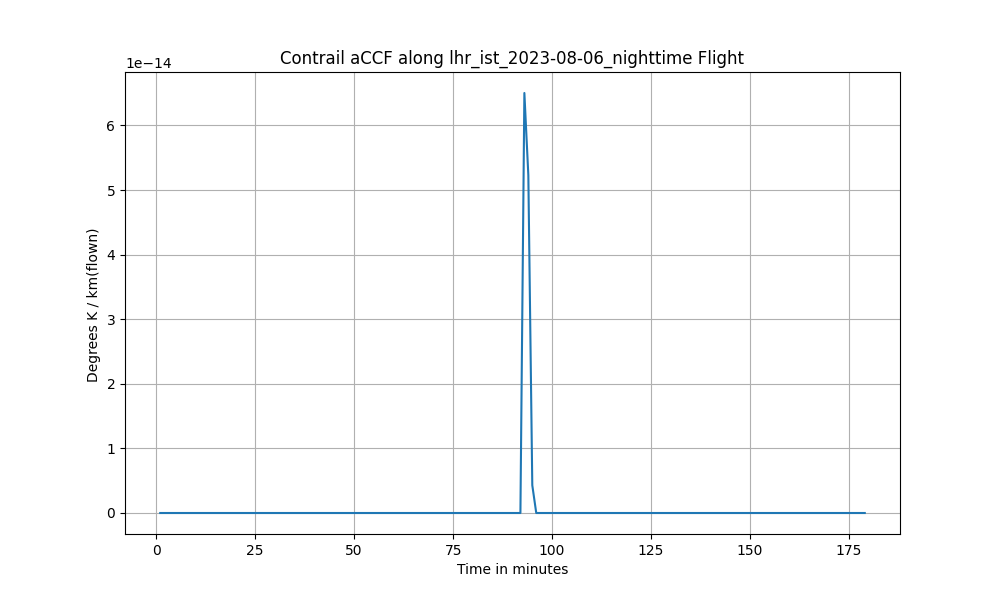 Contrail aCCF along lhr_ist_2023-08-06_nighttime Flight
1e−14
6
5
4
3
2
1
0
Degrees K / km(flown)
0 25 50 75 100 125 150 175
Time in minutes